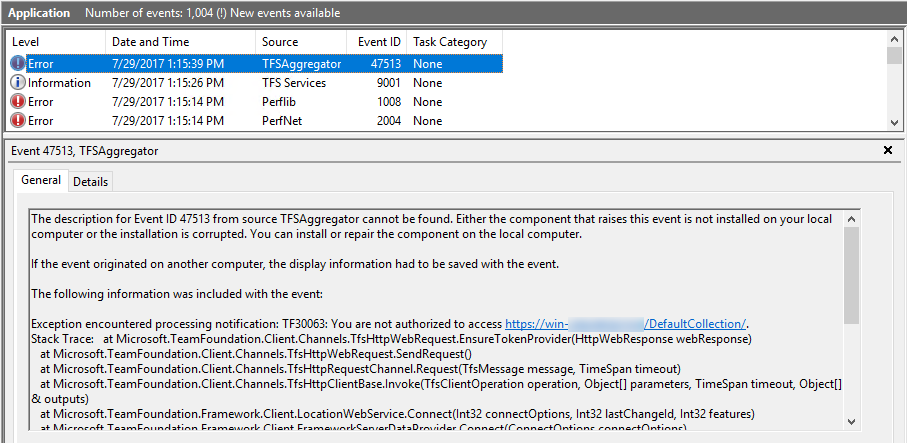 Application Number of events: 1,004 (!) New events available
Level Date and Time Source Event ID Task Category
Error 7/29/2017 1:15:39 PM TFSAggregator 47513 None
Information 7/29/2017 1:15:26 PM TFS Services 9001 None
Error 7/29/2017 1:15:14 PM Perflib 1008 None
Error 7/29/2017 1:15:14 PM PerfNet 2004 None
Event 47513, TFSAggregator
General Details
The description for Event ID 47513 from source TFSAggregator cannot be found. Either the component that raises this event is not installed on your local
computer or the installation is corrupted. You can install or repair the component on the local computer.
If the event originated on another computer, the display information had to be saved with the event.
The following information was included with the event:
Exception encountered processing notification: TF30063: You are not authorized to access https://win- /DefaultCollection/.
Stack Trace: at Microsoft.TeamFoundation.Client.Channels.TfsHttpWebRequest.EnsureTokenProvider(HttpWebResponse webResponse)
at Microsoft.TeamFoundation.Client.Channels.TfsHttpWebRequest.SendRequest()
at Microsoft.TeamFoundation.Client.Channels.TfsHttpRequestChannel.Request(TfsMessage message, TimeSpan timeout)
at Microsoft.TeamFoundation.Client.Channels.TfsHttpClientBase.Invoke(TfsClientOperation operation, Object[] parameters, TimeSpan timeout, Object[]
& outputs)
at Microsoft.TeamFoundation.Framework.Client.LocationWebService.Connect(Int32 connectOptions, Int32 lastChangeId, Int32 features)
at Microsoft.TeamFoundation.Framework.Client.FrameworkServerDataProvider.Connect(ConnectOptions connectOptions)